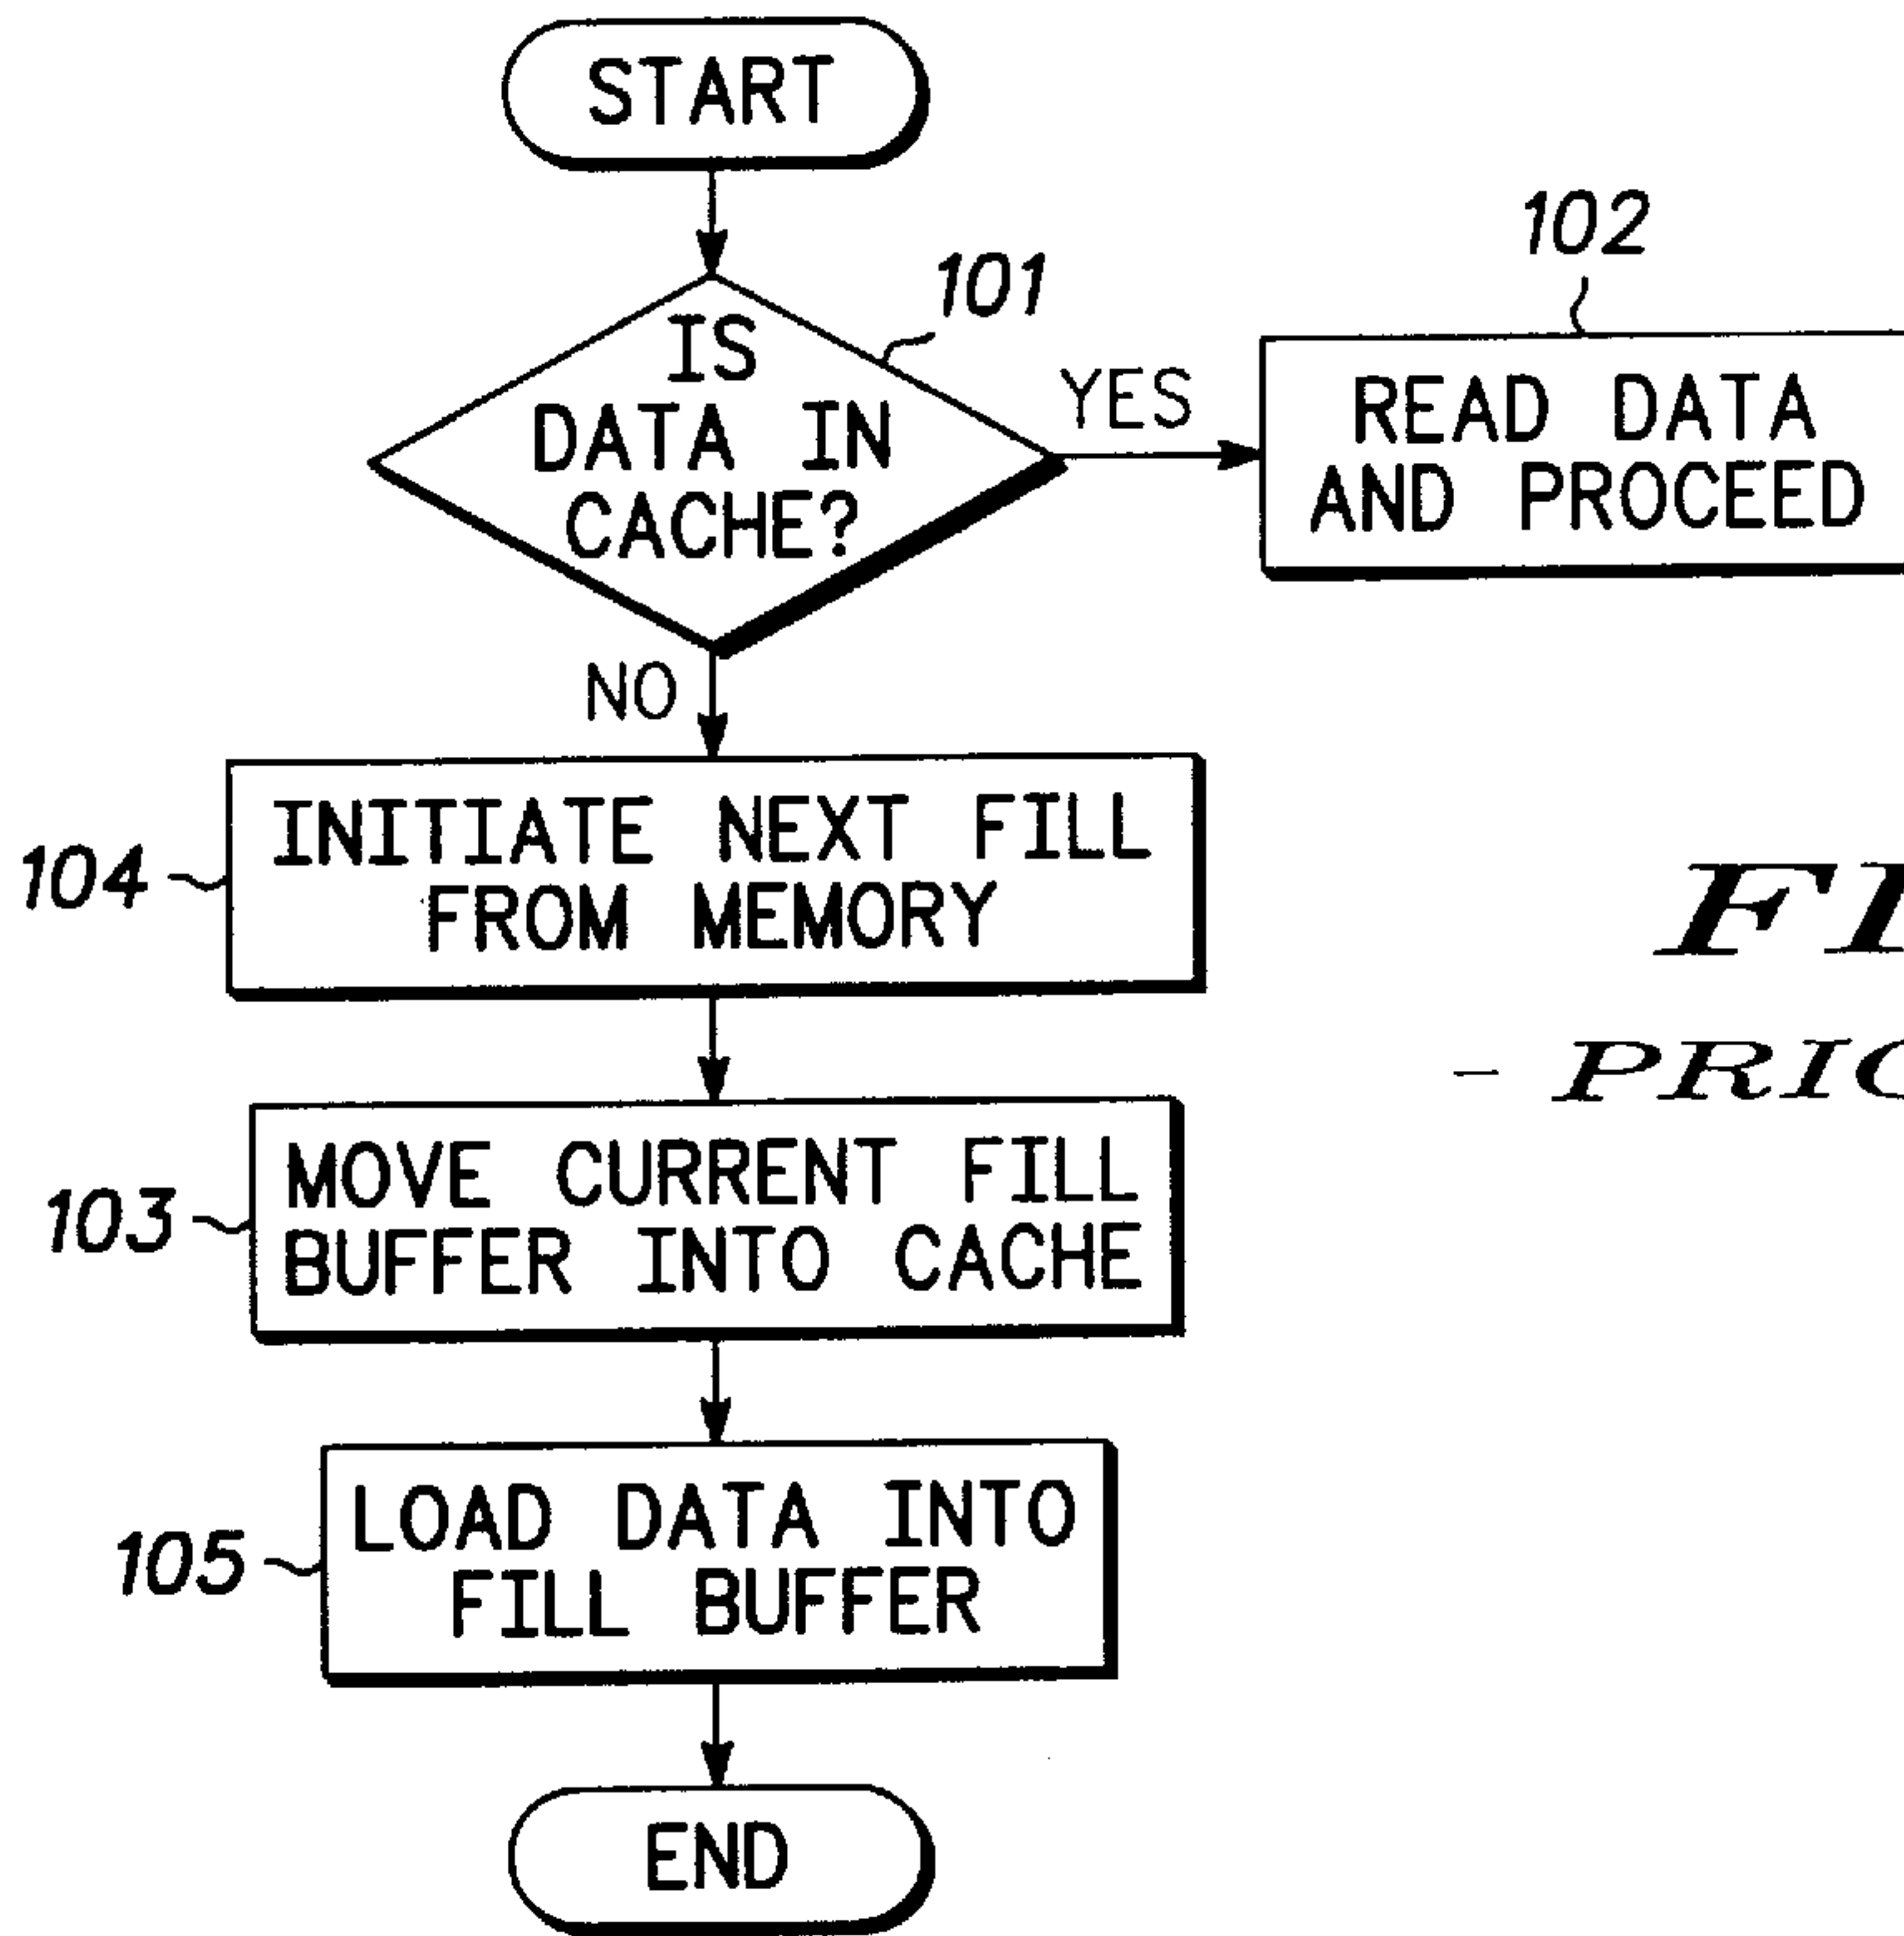 START
101
IS
DATA IN
CACHE?
YES
102
READ DATA
AND PROCEED
NO
104
INITIATE NEXT FILL
FROM MEMORY
103
MOVE CURRENT FILL
BUFFER INTO CACHE
105
LOAD DATA INTO
FILL BUFFER
END